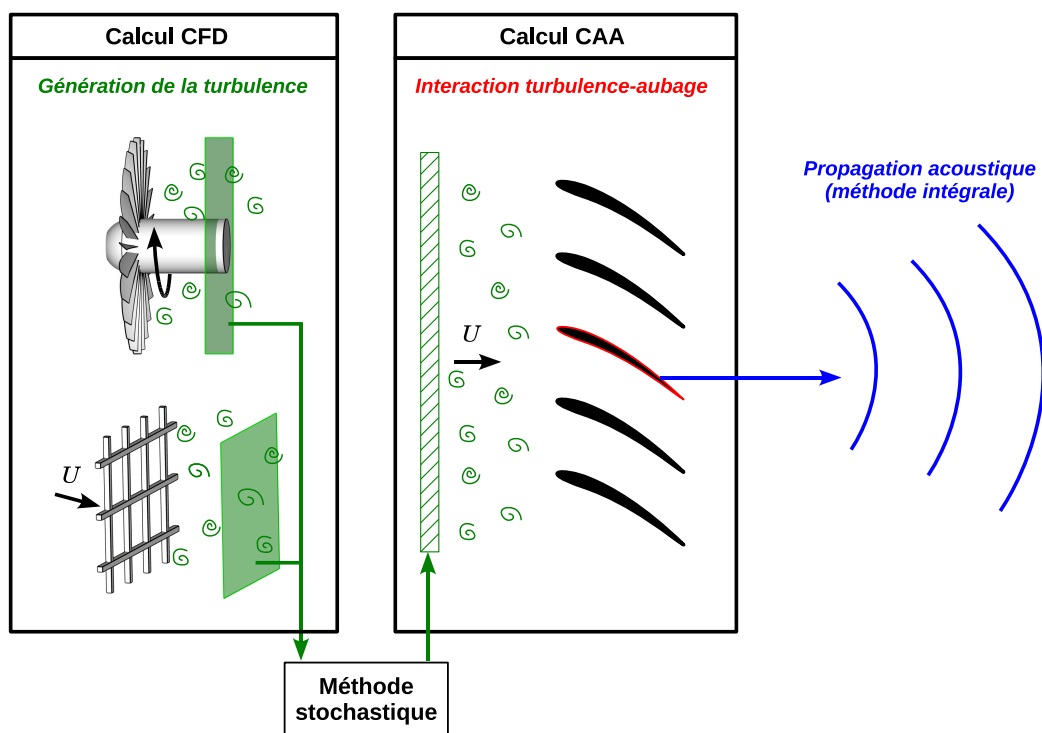 Calcul CFD
Génération de la turbulence
U
Calcul CAA
Interaction turbulence-aubage
U
Propagation acoustique
(méthode intégrale)
Méthode
stochastique